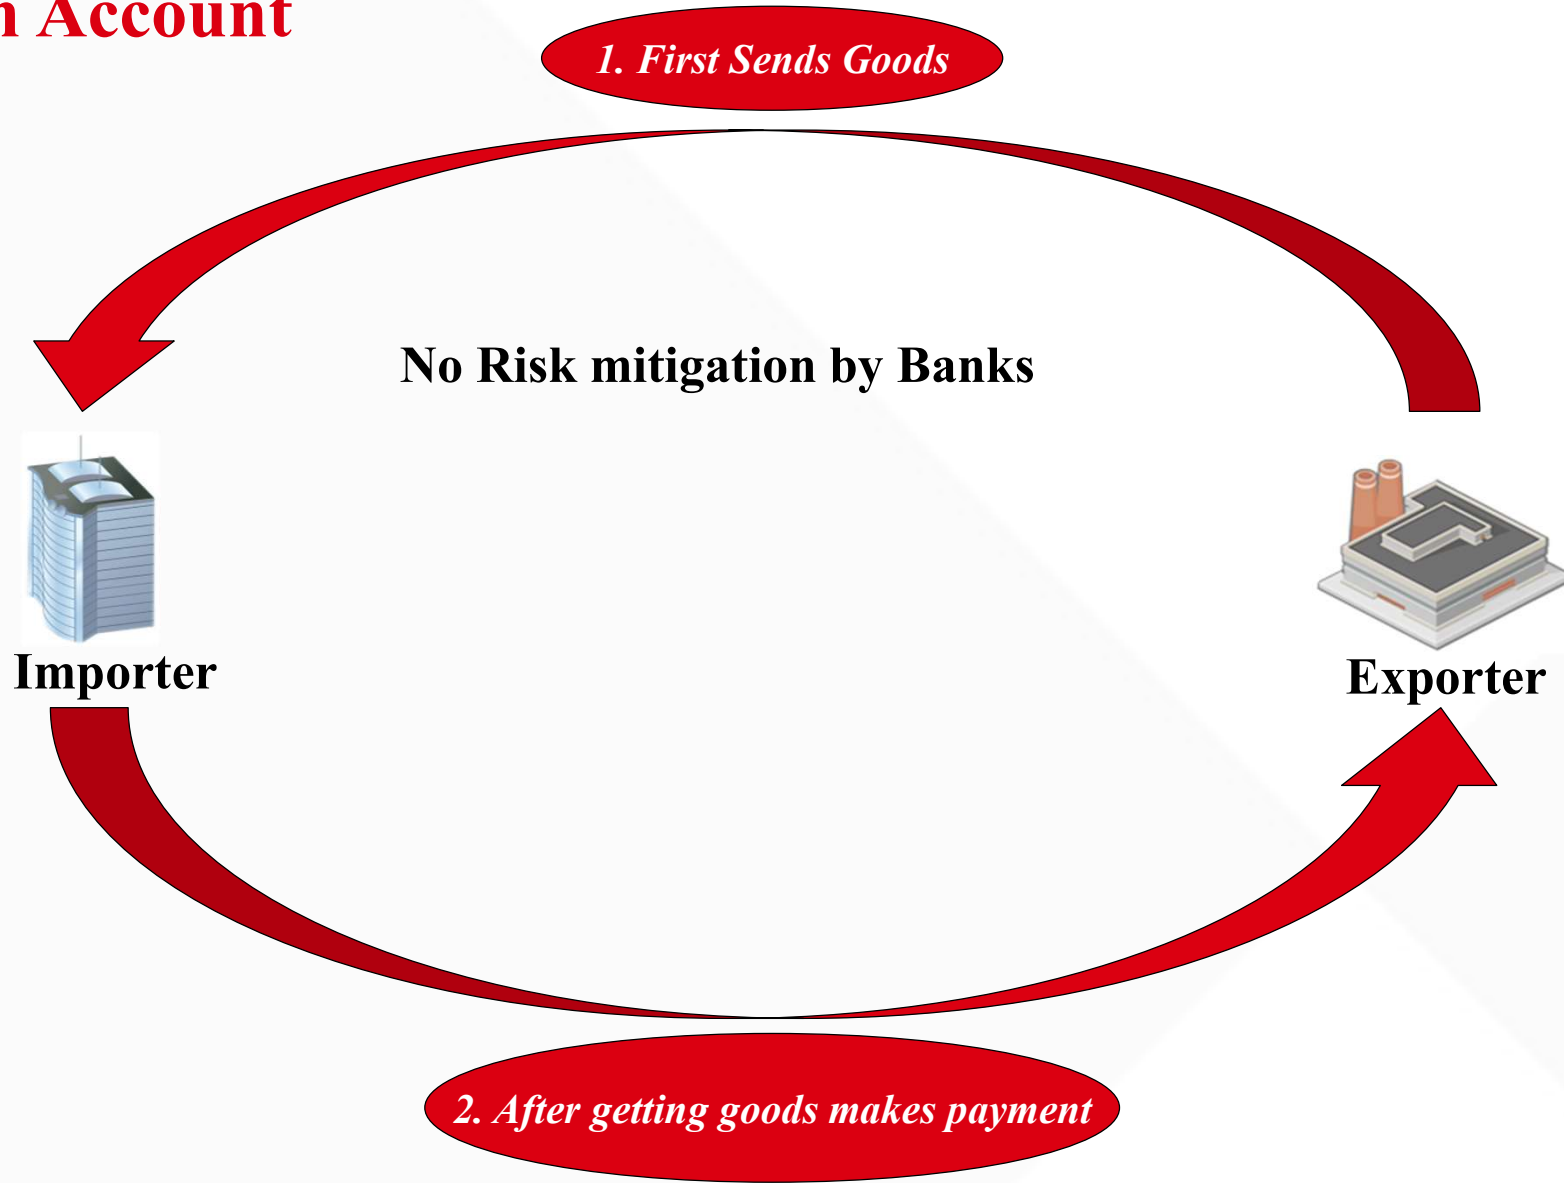 n Account
1. First Sends Goods
No Risk mitigation by Banks
Importer
Exporter
2. After getting goods makes payment